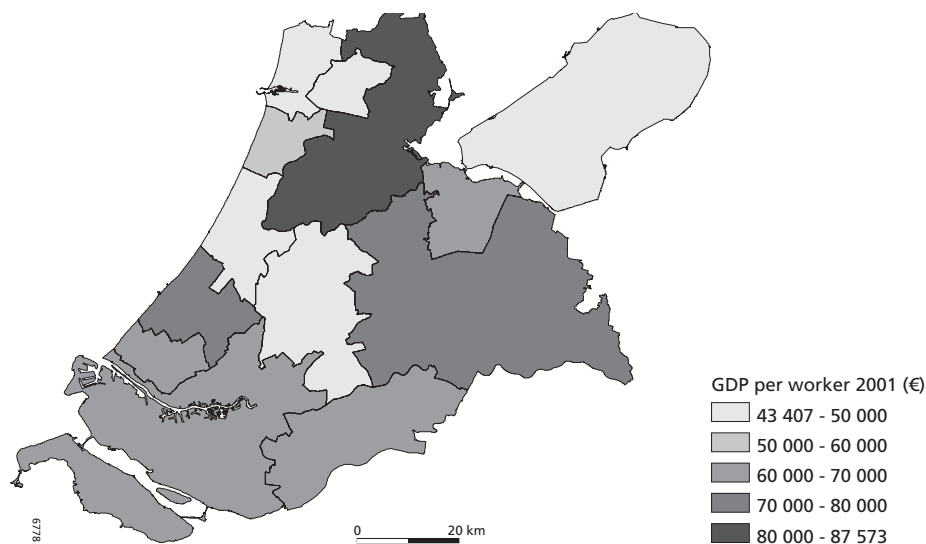 GDP per worker 2001 (€)
43 407 - 50 000
50 000 - 60 000
60 000 - 70 000
70 000 - 80 000
80 000 - 87 573
0 20 km
6778